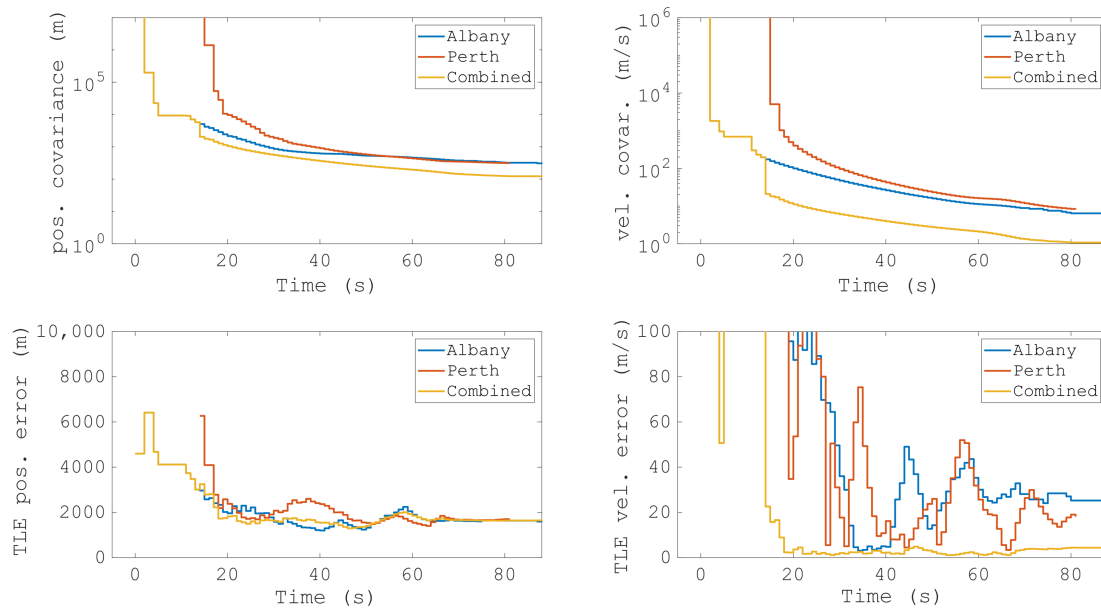 pos. covariance (m)
10^5
10^0
0 20 40 60 80
Time (s)
Albany
Perth
Combined
vel. covar. (m/s)
10^6
10^4
10^2
10^0
0 20 40 60 80
Time (s)
Albany
Perth
Combined
TLE pos. error (m)
10,000
8000
6000
4000
2000
0
0 20 40 60 80
Time (s)
Albany
Perth
Combined
TLE vel. error (m/s)
100
80
60
40
20
0
0 20 40 60 80
Time (s)
Albany
Perth
Combined